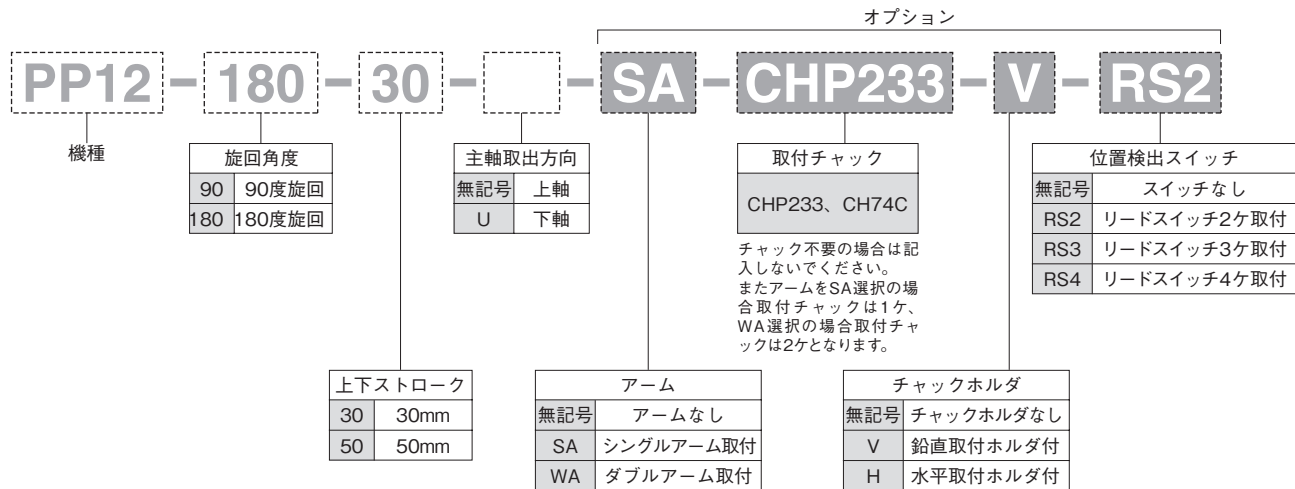 オプション
PP12 - 180 - 30 - - SA - CHP233 - V - RS2
機種
旋回角度
90 90度旋回
180 180度旋回
主軸取出方向
無記号 上軸
U 下軸
取付チャック
CHP233、CH74C
チャック不要の場合は記
入しないでください。
またアームをSA選択の場
合取付チャックは1ケ、
WA選択の場合取付チャ
ックは2ケとなります。
位置検出スイッチ
無記号 スイッチなし
RS2 リードスイッチ2ケ取付
RS3 リードスイッチ3ケ取付
RS4 リードスイッチ4ケ取付
上下ストローク
30 30mm
50 50mm
アーム
無記号 アームなし
SA シングルアーム取付
WA ダブルアーム取付
チャックホルダ
無記号 チャックホルダなし
V 鉛直取付ホルダ付
H 水平取付ホルダ付